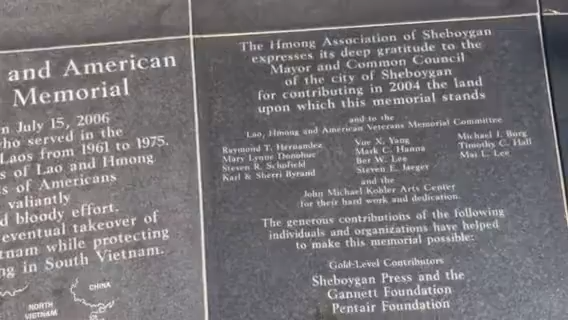 and American
Memorial
n July 15, 2006
who served in the
Laos from 1961 to 1975.
s of Lao and Hmong
s of Americans
valiantly
d bloody effort.
eventual takeover of
tnam while protecting
ng in South Vietnam.
NORTH
VIETNAM
CHINA
The Hmong Association of Sheboygan
expresses its deep gratitude to the
Mayor and Common Council
of the city of Sheboygan
for contributing in 2004 the land
upon which this memorial stands
and to the
Lao, Hmong and American Veterans Memorial Committee
Raymond T. Hernandez
Mary Lynne Donohue
Steven R. Schofield
Karl & Sherri Byrand
Vue X. Yang
Mark C. Hanna
Ber W. Lee
Steven E. Jaeger
Michael J. Burg
Timothy C. Hall
Mai L. Lee
and the
John Michael Kohler Arts Center
for their hard work and dedication.
The generous contributions of the following
individuals and organizations have helped
to make this memorial possible:
Gold-Level Contributors
Sheboygan Press and the
Gannett Foundation
Pentair Foundation